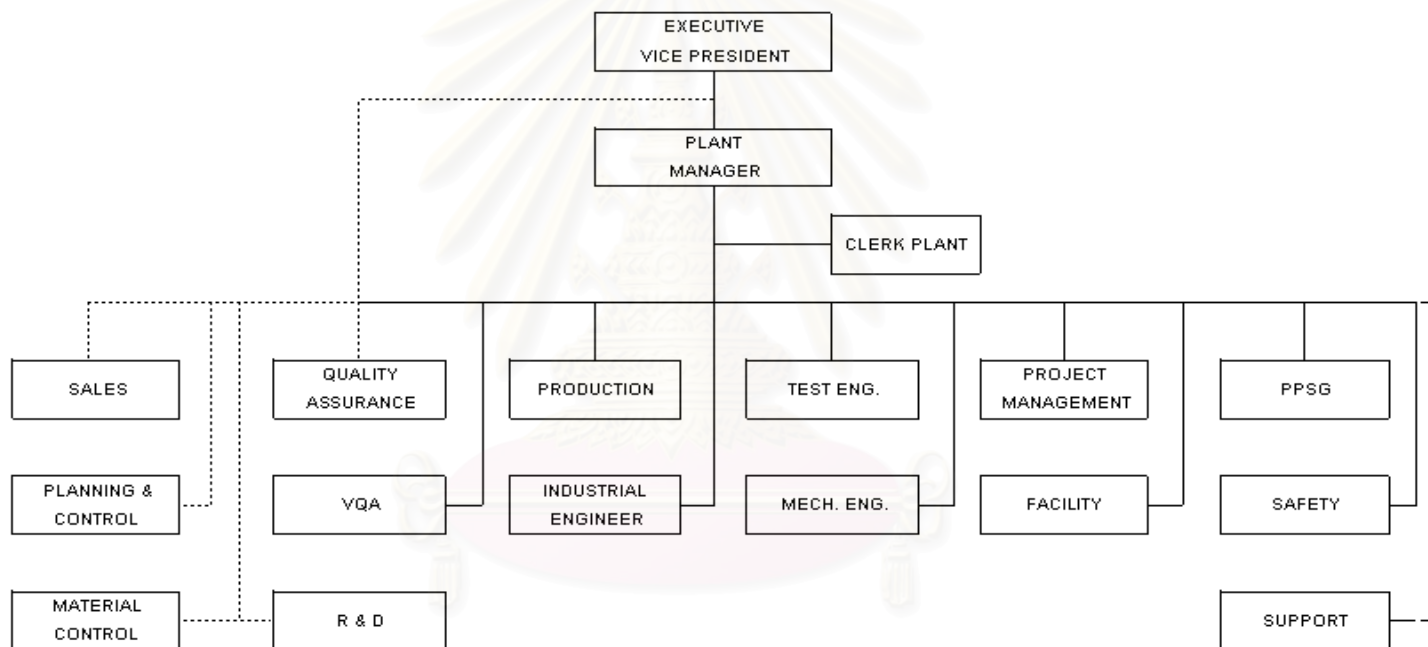 EXECUTIVE
VICE PRESIDENT
PLANT
MANAGER
CLERK PLANT
SALES
QUALITY
ASSURANCE
PRODUCTION
TEST ENG.
PROJECT
MANAGEMENT
PPSG
PLANNING &
CONTROL
VQA
INDUSTRIAL
ENGINEER
MECH. ENG.
FACILITY
SAFETY
MATERIAL
CONTROL
R & D
SUPPORT